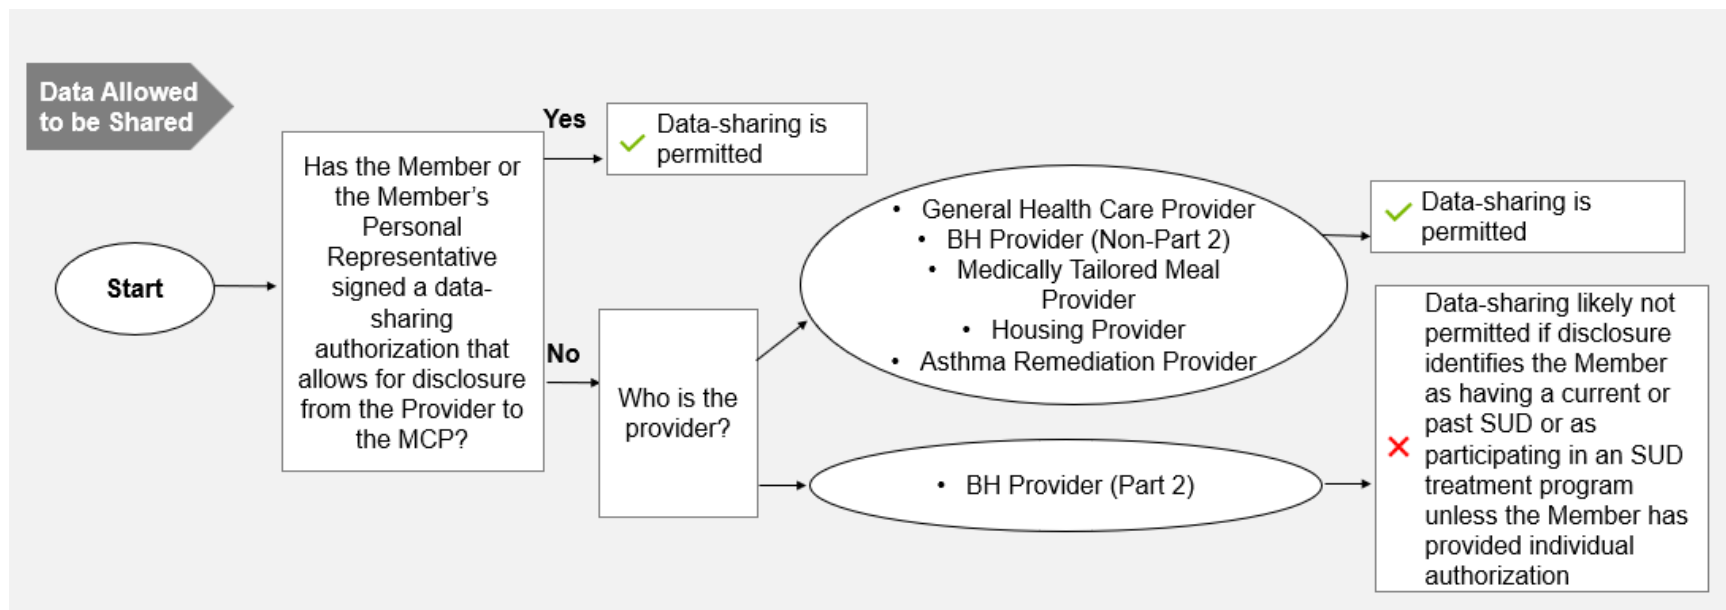 Data Allowed
to be Shared
Start
Has the Member or
the Member’s
Personal
Representative
signed a data-
sharing
authorization that
allows for disclosure
from the Provider to
the MCP?
Yes
Data-sharing is
permitted
No
Who is the
provider?
• General Health Care Provider
• BH Provider (Non-Part 2)
• Medically Tailored Meal
Provider
• Housing Provider
• Asthma Remediation Provider
Data-sharing is
permitted
• BH Provider (Part 2)
Data-sharing likely not
permitted if disclosure
identifies the Member
as having a current or
past SUD or as
participating in an SUD
treatment program
unless the Member has
provided individual
authorization